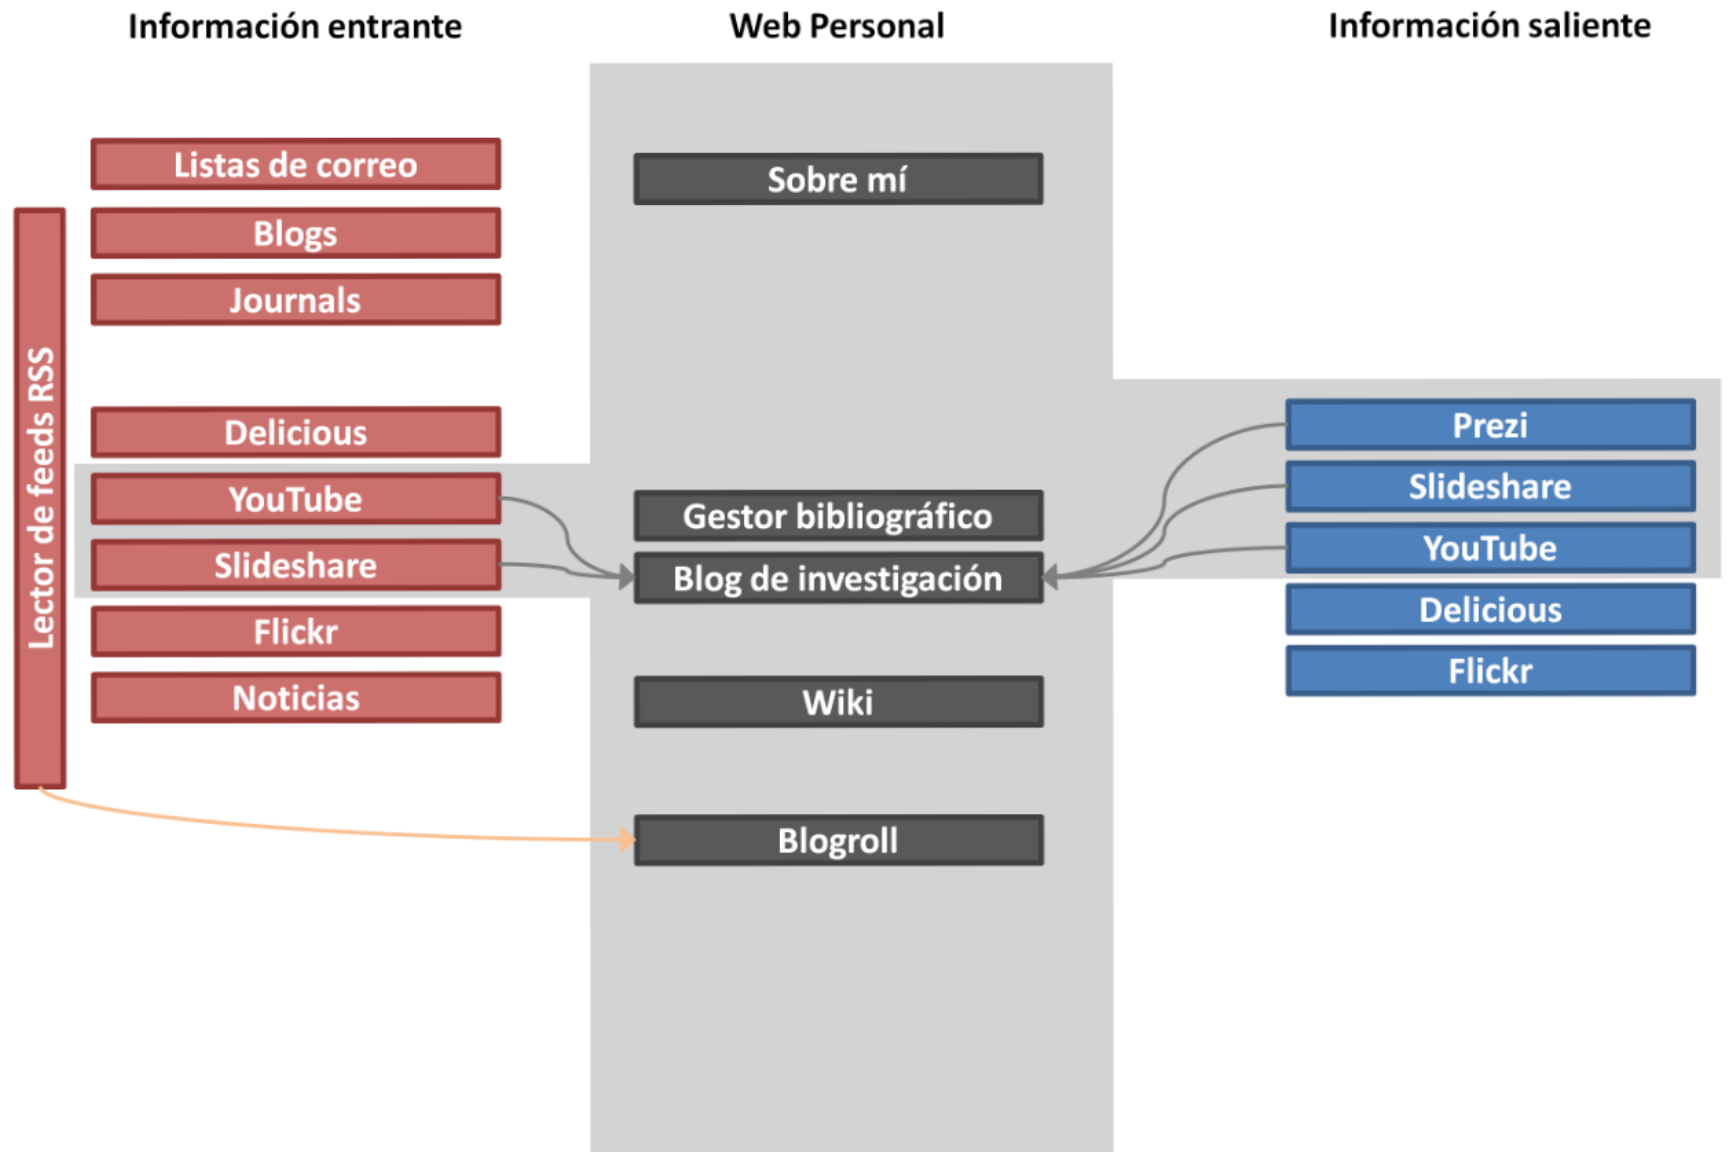 Información entrante
Web Personal
Información saliente
Lector de feeds RSS
Listas de correo
Blogs
Journals
Delicious
YouTube
Slideshare
Flickr
Noticias
Sobre mí
Gestor bibliográfico
Blog de investigación
Wiki
Blogroll
Prezi
Slideshare
YouTube
Delicious
Flickr